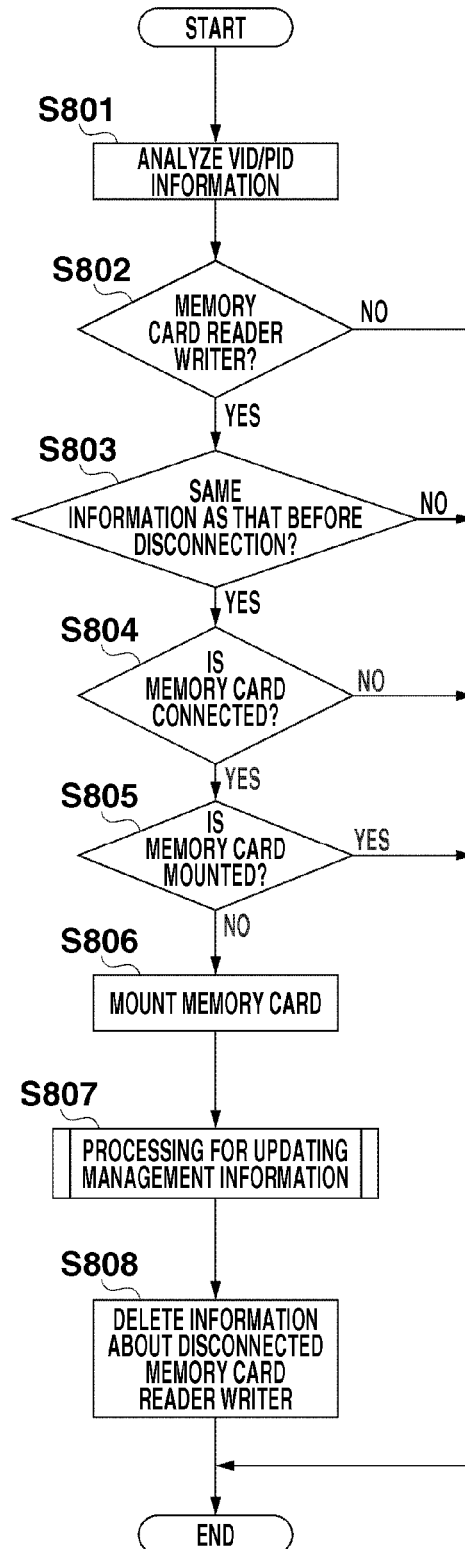 START
S801
ANALYZE VID/PID
INFORMATION
S802
MEMORY
CARD READER
WRITER?
NO
YES
S803
SAME
INFORMATION AS THAT BEFORE
DISCONNECTION?
NO
YES
S804
IS
MEMORY CARD
CONNECTED?
NO
YES
S805
IS
MEMORY CARD
MOUNTED?
YES
NO
S806
MOUNT MEMORY CARD
S807
PROCESSING FOR UPDATING
MANAGEMENT INFORMATION
S808
DELETE INFORMATION
ABOUT DISCONNECTED
MEMORY CARD
READER WRITER
END